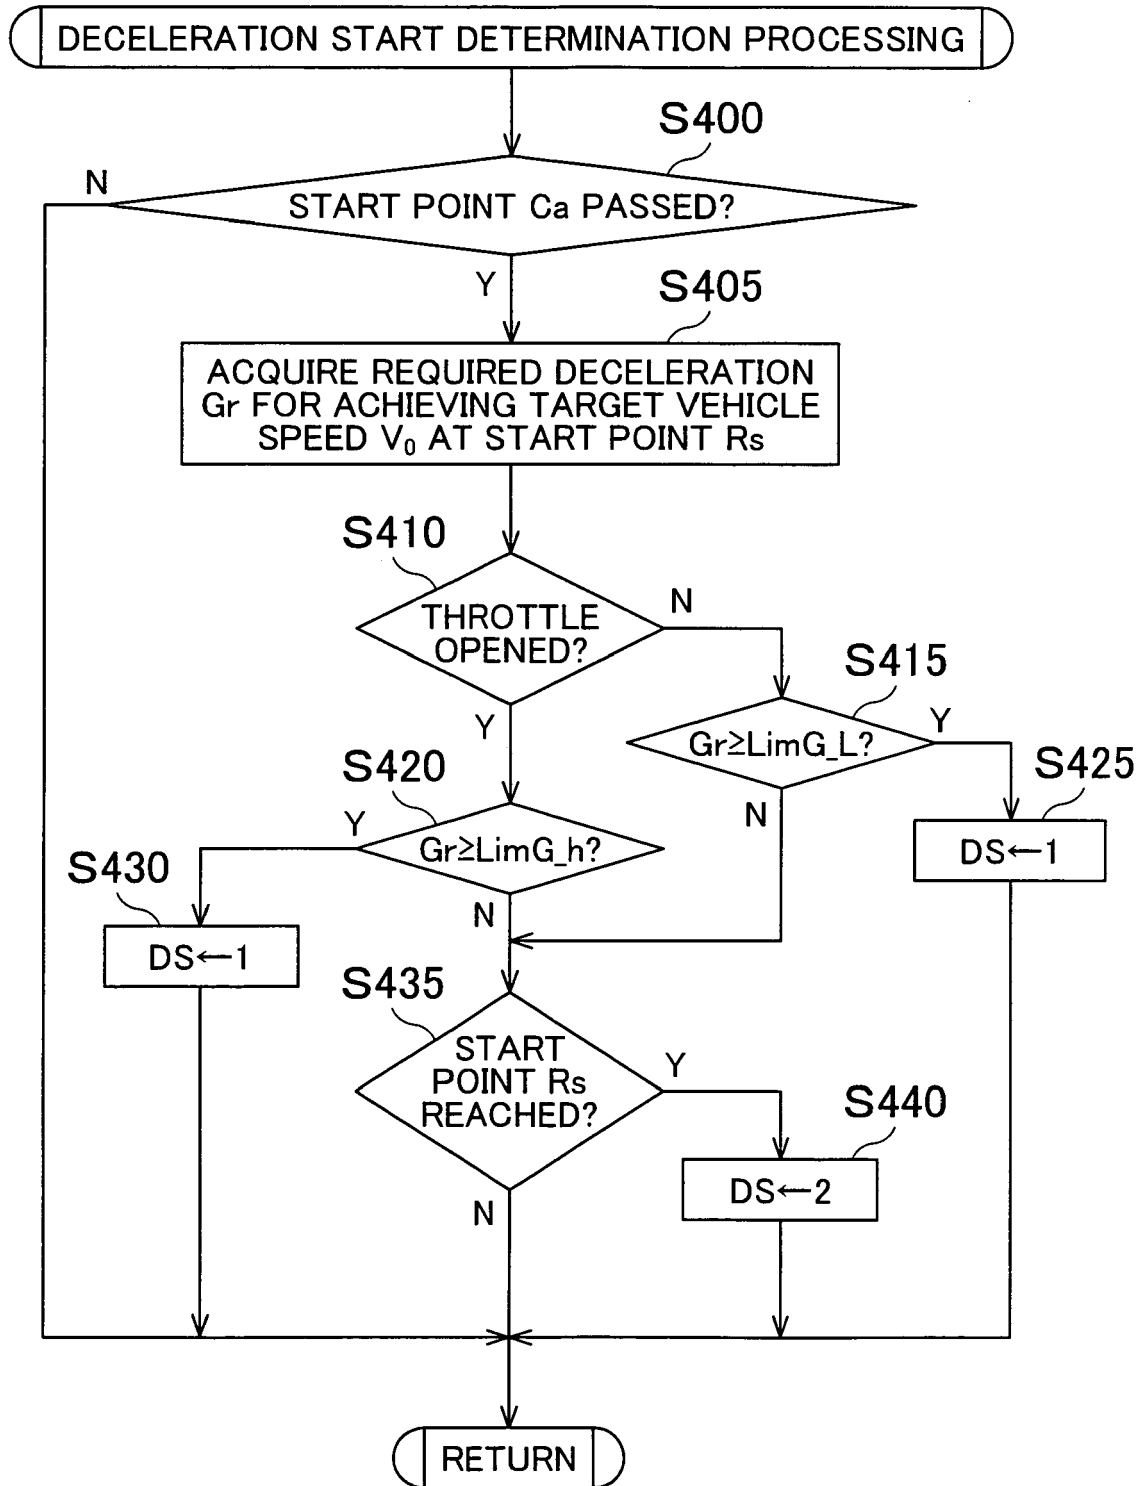 DECELERATION START DETERMINATION PROCESSING
S400
N
START POINT Ca PASSED?
Y
S405
ACQUIRE REQUIRED DECELERATION
Gr FOR ACHIEVING TARGET VEHICLE
SPEED V₀ AT START POINT Rs
S410
THROTTLE
OPENED?
N
Y
S415
Gr≥LimG_L?
Y
N
S420
Y
Gr≥LimG_h?
N
S425
DS←1
S430
DS←1
S435
START
POINT Rs
REACHED?
Y
N
S440
DS←2
RETURN